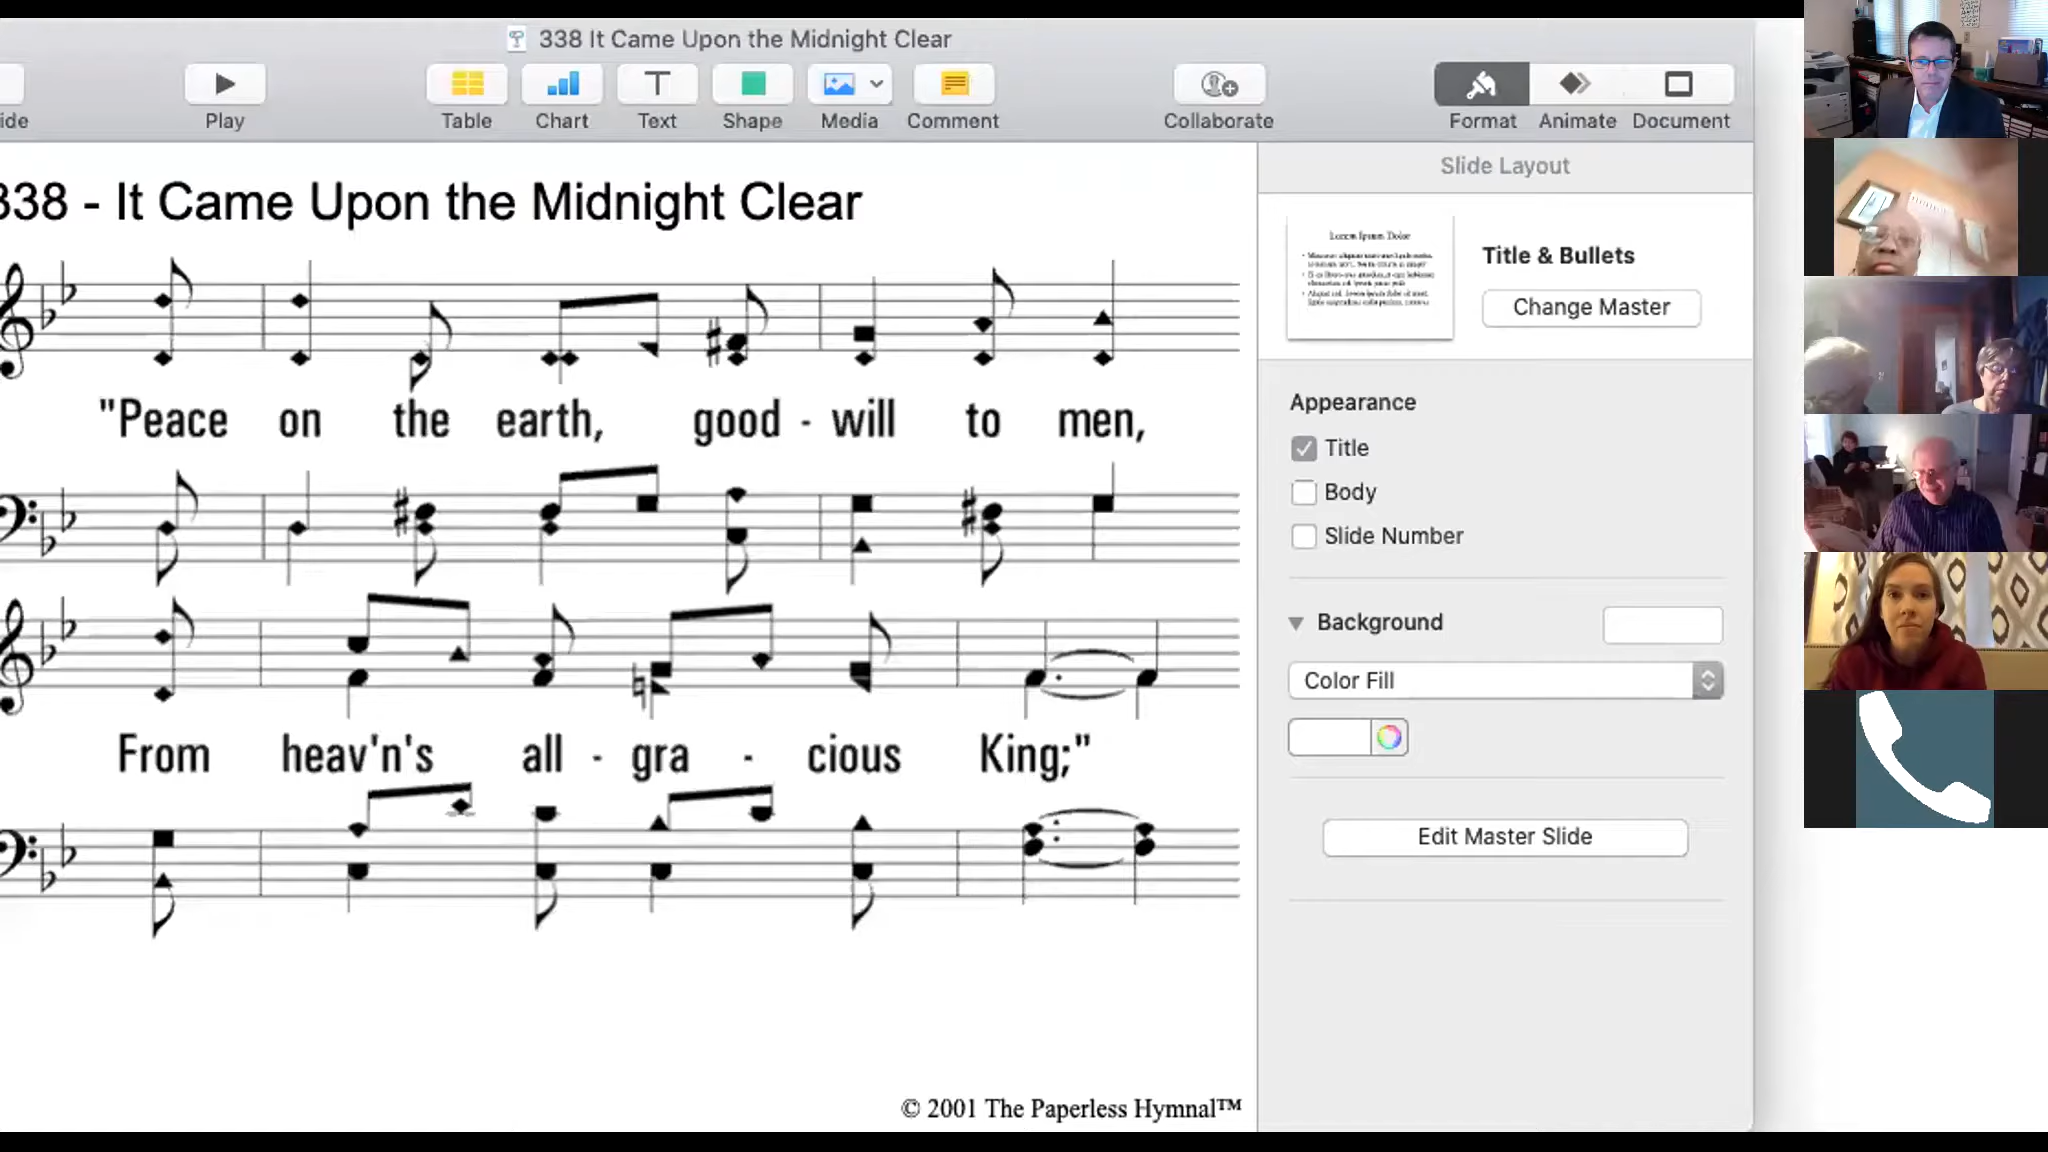 338 It Came Upon the Midnight Clear
ide
Play
Table
Chart
Text
Shape
Media
Comment
Collaborate
Format
Animate
Document
338 - It Came Upon the Midnight Clear
"Peace on the earth, good - will to men,
From heav'n's all - gra - cious King;"
© 2001 The Paperless Hymnal™
Slide Layout
Lorem Ipsum Dolor
Title & Bullets
Change Master
Appearance
Title
Body
Slide Number
Background
Color Fill
Edit Master Slide